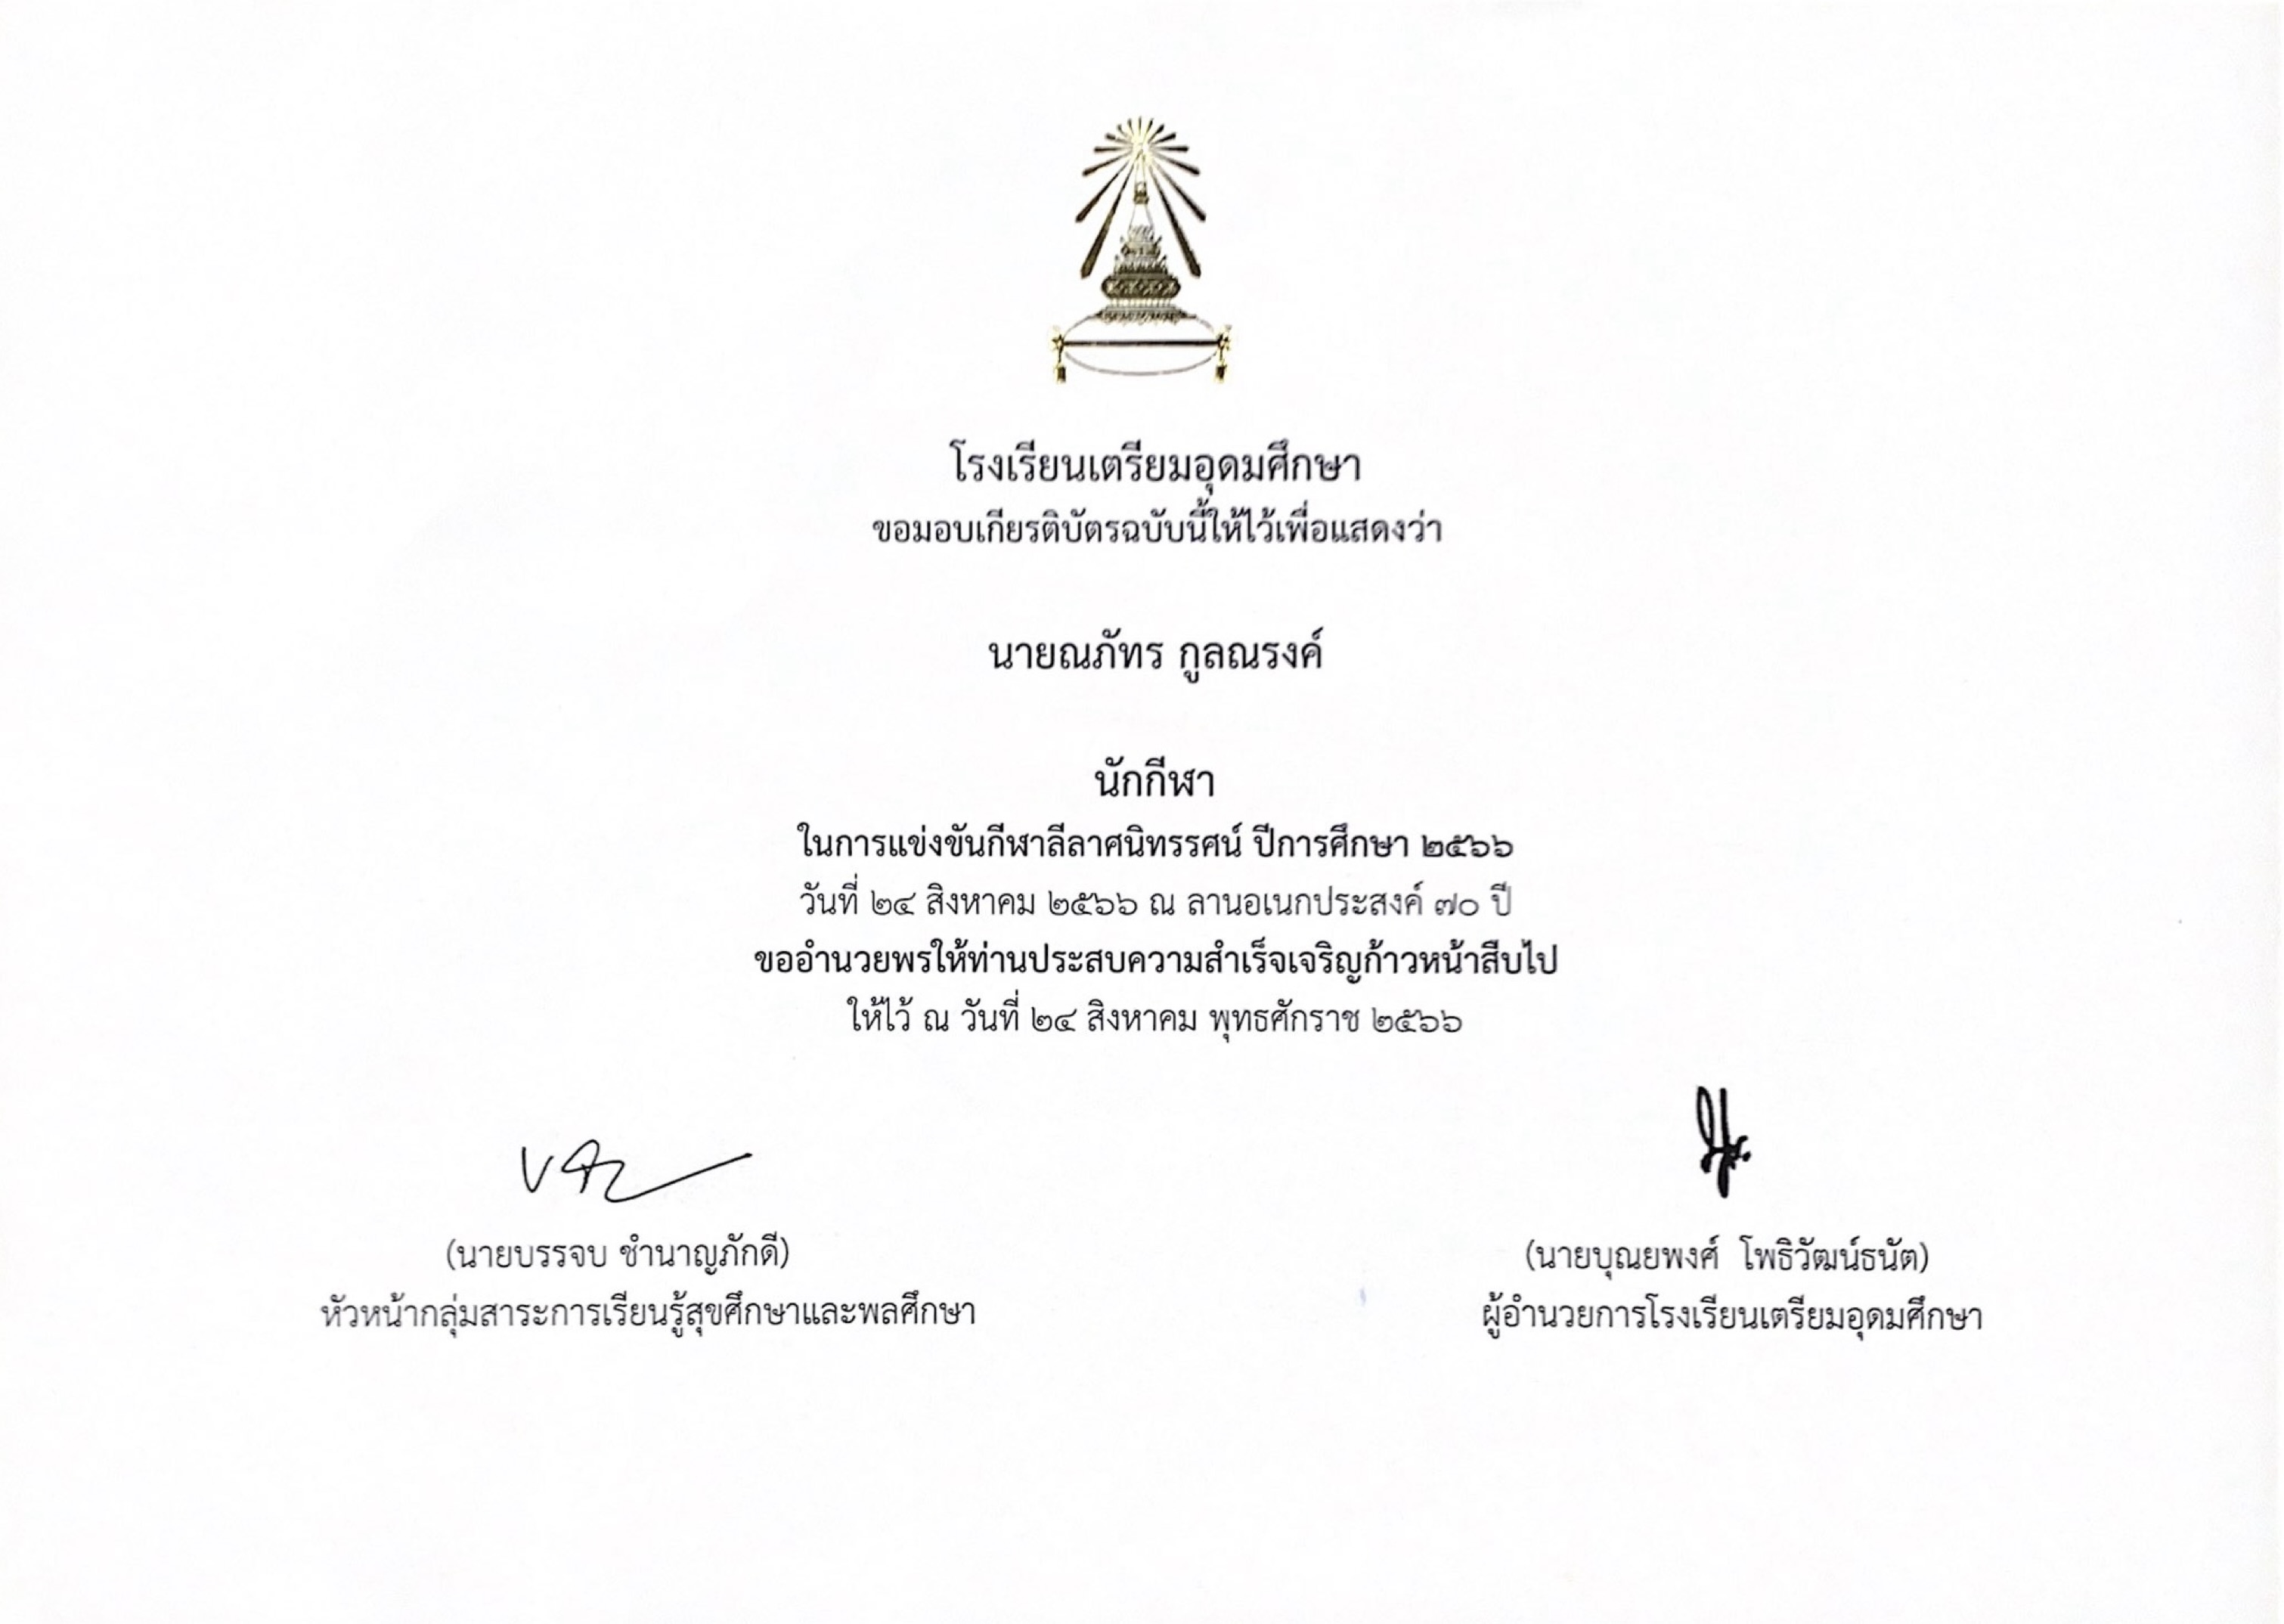 โรงเรียนเตรียมอุดมศึกษา
ขอมอบเกียรติบัตรฉบับนี้ให้ไว้เพื่อแสดงว่า
นายณภัทร กูลณรงค์
นักกีฬา
ในการแข่งขันกีฬาลีลาศนิทรรศน์ ปีการศึกษา ๒๕๖๖
วันที่ ๒๔ สิงหาคม ๒๕๖๖ ณ ลานอเนกประสงค์ ๗๐ ปี
ขออำนวยพรให้ท่านประสบความสำเร็จเจริญก้าวหน้าสืบไป
ให้ไว้ ณ วันที่ ๒๔ สิงหาคม พุทธศักราช ๒๕๖๖
(นายบรรจบ ชำนาญภักดี)
หัวหน้ากลุ่มสาระการเรียนรู้สุขศึกษาและพลศึกษา
(นายบุณยพงศ์ โพธิวัฒน์ธนัต)
ผู้อำนวยการโรงเรียนเตรียมอุดมศึกษา